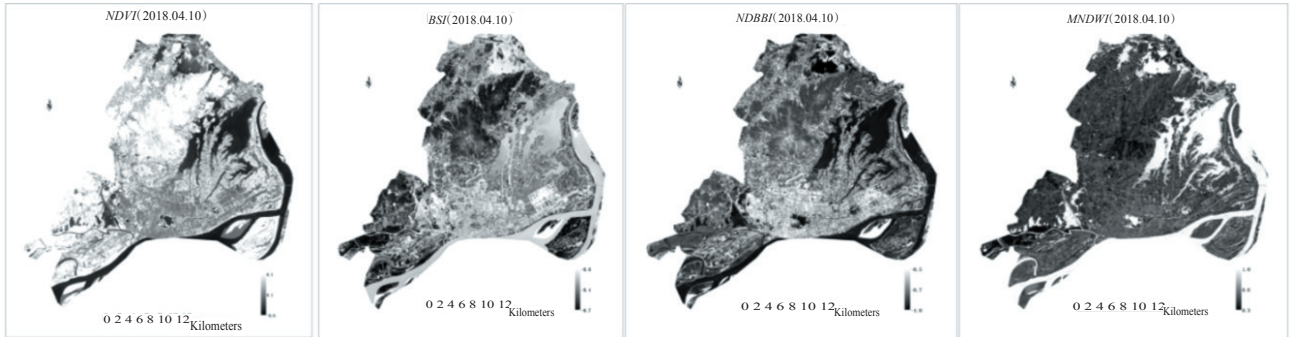 NDVI(2018.04.10)
BSI(2018.04.10)
NDBBI(2018.04.10)
MNDWI(2018.04.10)
0 2 4 6 8 10 12 Kilometers
0 2 4 6 8 10 12 Kilometers
0 2 4 6 8 10 12 Kilometers
0 2 4 6 8 10 12 Kilometers